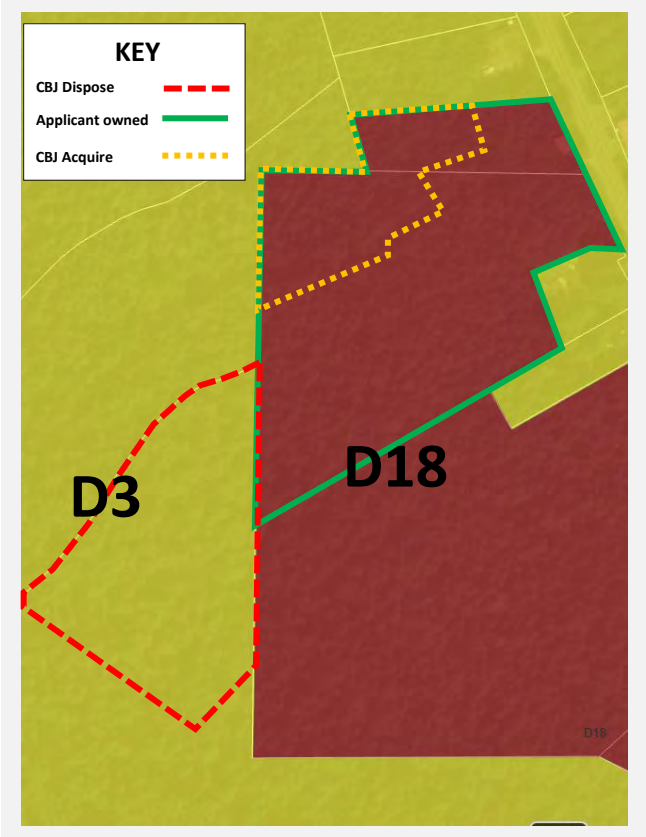 KEY
CBJ Dispose
Applicant owned
CBJ Acquire
D18
D3
D18